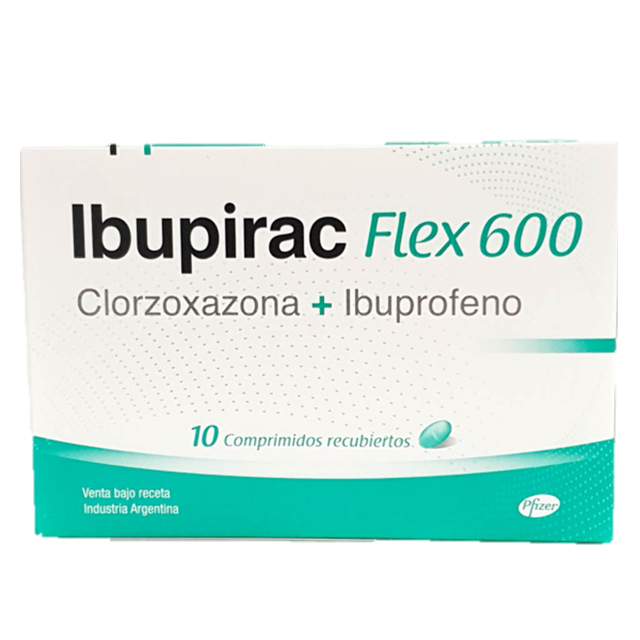 Ibupirac Flex 600
Clorzoxazona + Ibuprofeno
10 Comprimidos recubiertos
Venta bajo receta
Industria Argentina
Pfizer